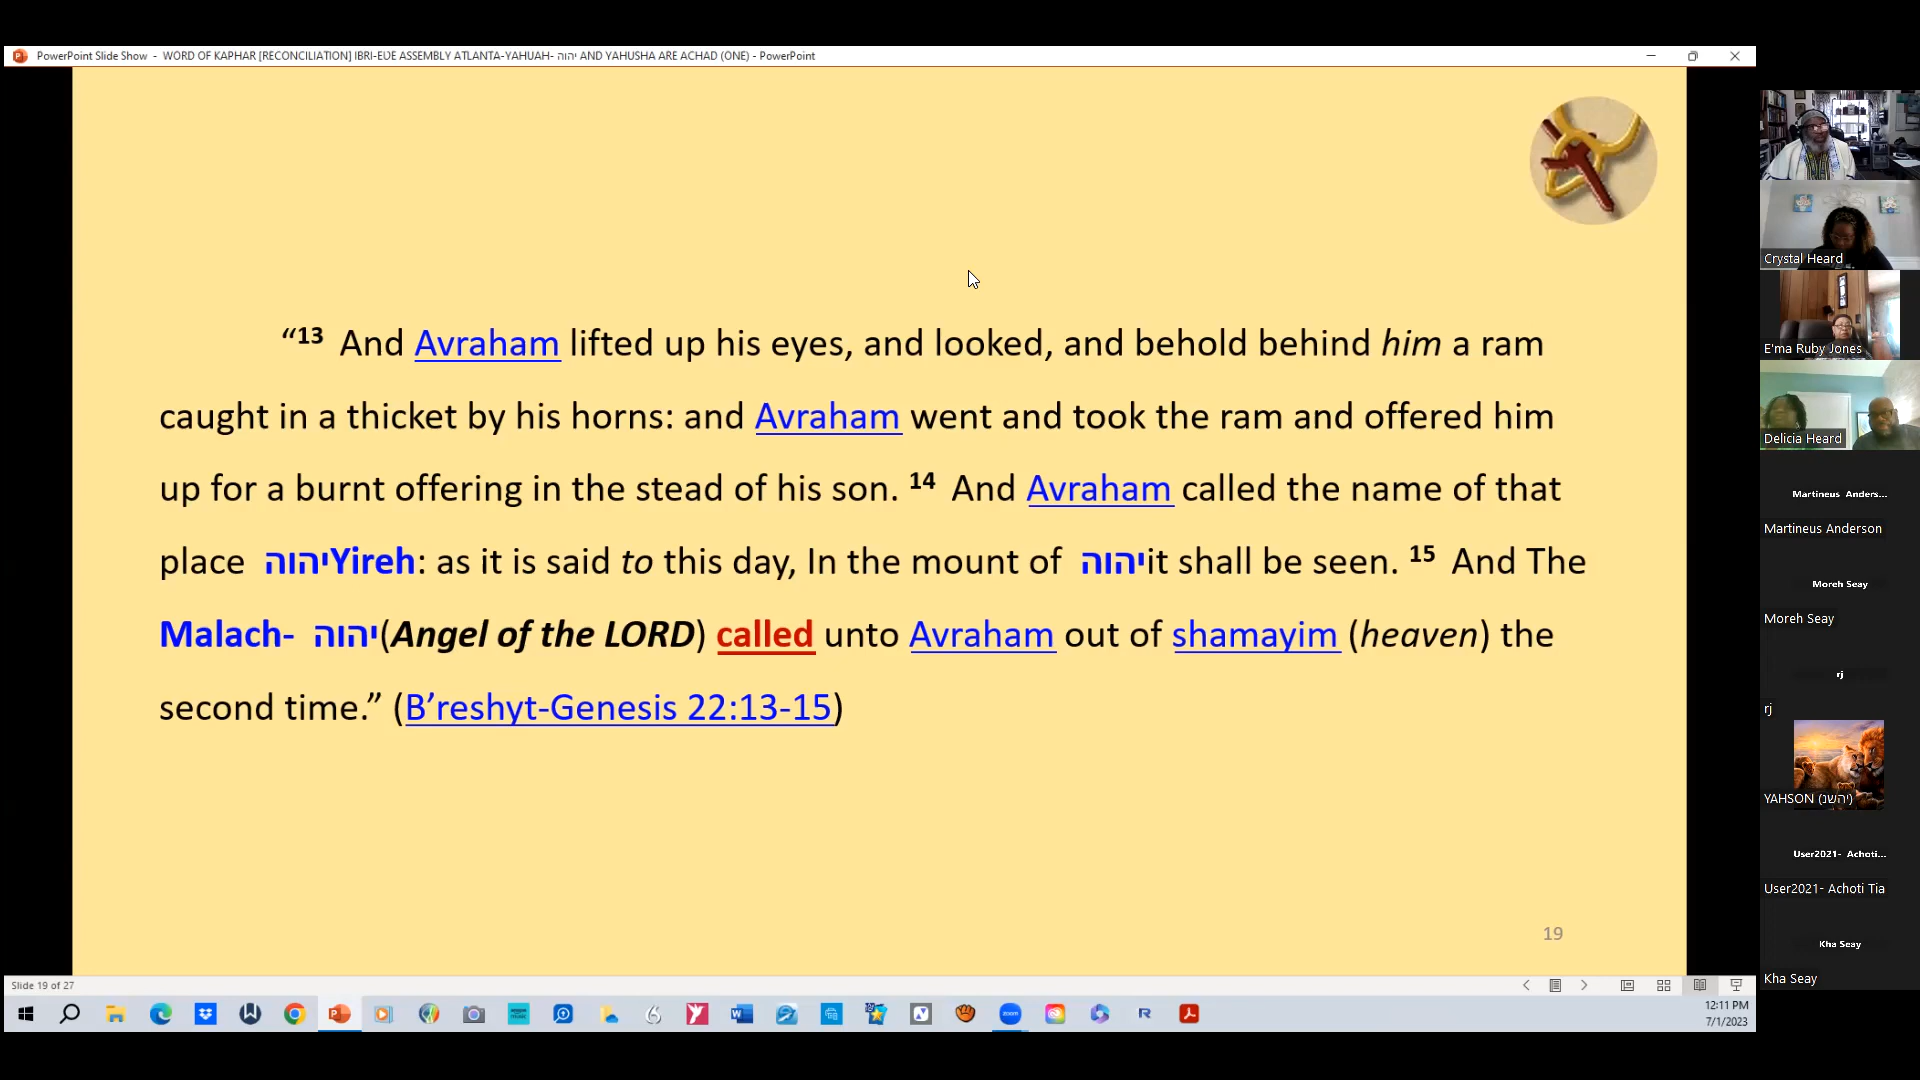 PowerPoint Slide Show - WORD OF KAPHAR [RECONCILIATION] IBRI-EUE ASSEMBLY ATLANTA-YAHUAH- יהוה AND YAHUSHA ARE ACHAD (ONE) - PowerPoint
“13 And Avraham lifted up his eyes, and looked, and behold behind him a ram
caught in a thicket by his horns: and Avraham went and took the ram and offered him
up for a burnt offering in the stead of his son. 14 And Avraham called the name of that
place יהוהYireh: as it is said to this day, In the mount of יהוהit shall be seen. 15 And The
Malach- יהוה(Angel of the LORD) called unto Avraham out of shamayim (heaven) the
second time.” (B’reshyt-Genesis 22:13-15)
19
Slide 19 of 27
12:11 PM
7/1/2023
Crystal Heard
E'ma Ruby Jones
Delicia Heard
Martineus Anders...
Martineus Anderson
Moreh Seay
Moreh Seay
rj
rj
YAHSON (יהשנ)
User2021- Achoti...
User2021- Achoti Tia
Kha Seay
Kha Seay
zoom